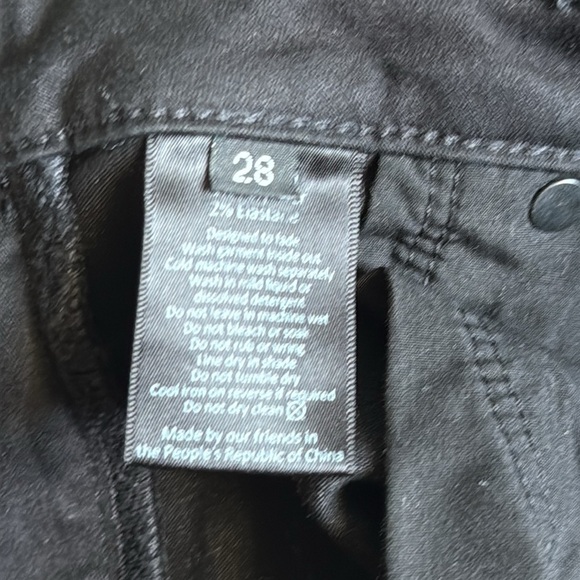 28
2% Elastane
Designed to fade
Wash garment inside out
Cold machine wash separately
Wash in mild liquid or
dissolved detergent
Do not leave in machine wet
Do not bleach or soak
Do not rub or wring
Line dry in shade
Do not tumble dry
Cool iron on reverse if required
Do not dry clean
Made by our friends in
the People's Republic of China